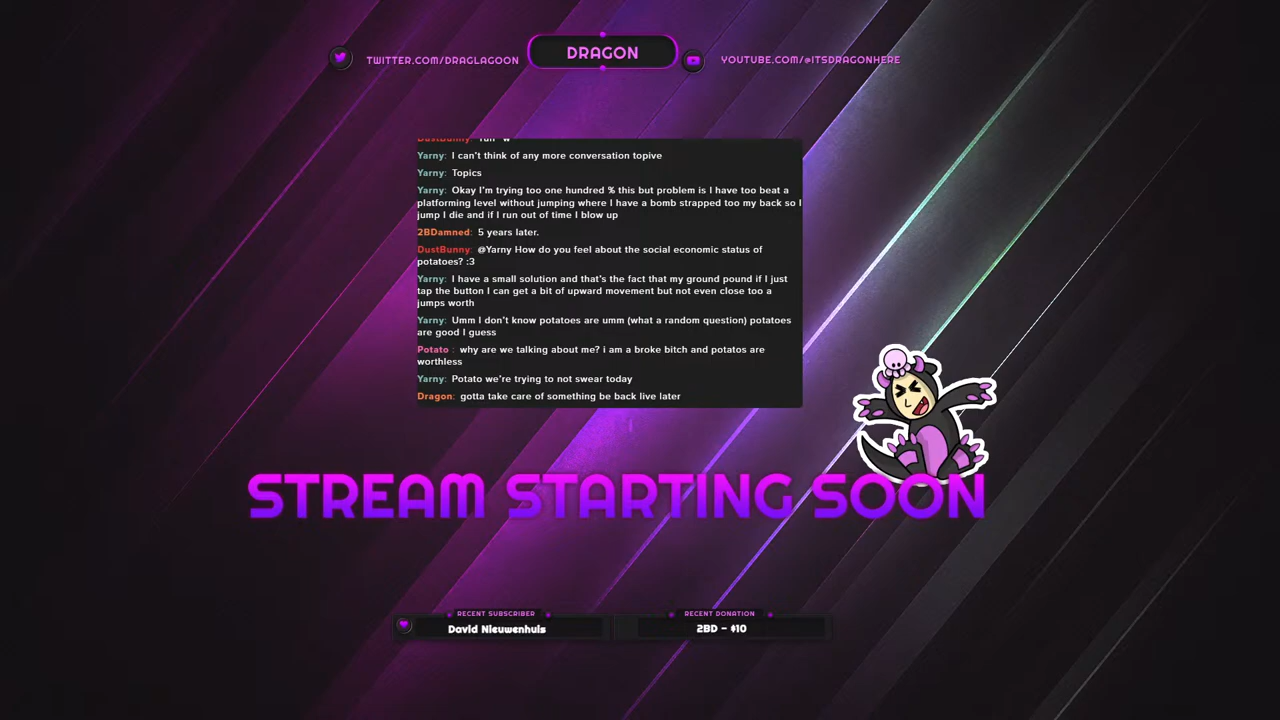 TWITTER.COM/DRAGLAGOON
DRAGON
YOUTUBE.COM/@ITSDRAGONHERE
DustBunny:
Yarny: I can't think of any more conversation topive
Yarny: Topics
Yarny: Okay I'm trying too one hundred % this but problem is I have too beat a
platforming level without jumping where I have a bomb strapped too my back so I
jump I die and if I run out of time I blow up
2BDamned: 5 years later.
DustBunny: @Yarny How do you feel about the social economic status of
potatoes? :3
Yarny: I have a small solution and that's the fact that my ground pound if I just
tap the button I can get a bit of upward movement but not even close too a
jumps worth
Yarny: Umm I don't know potatoes are umm (what a random question) potatoes
are good I guess
Potato : why are we talking about me? i am a broke bitch and potatos are
worthless
Yarny: Potato we're trying to not swear today
Dragon: gotta take care of something be back live later
STREAM STARTING SOON
RECENT SUBSCRIBER
David Nieuwenhuis
RECENT DONATION
2BD - $10